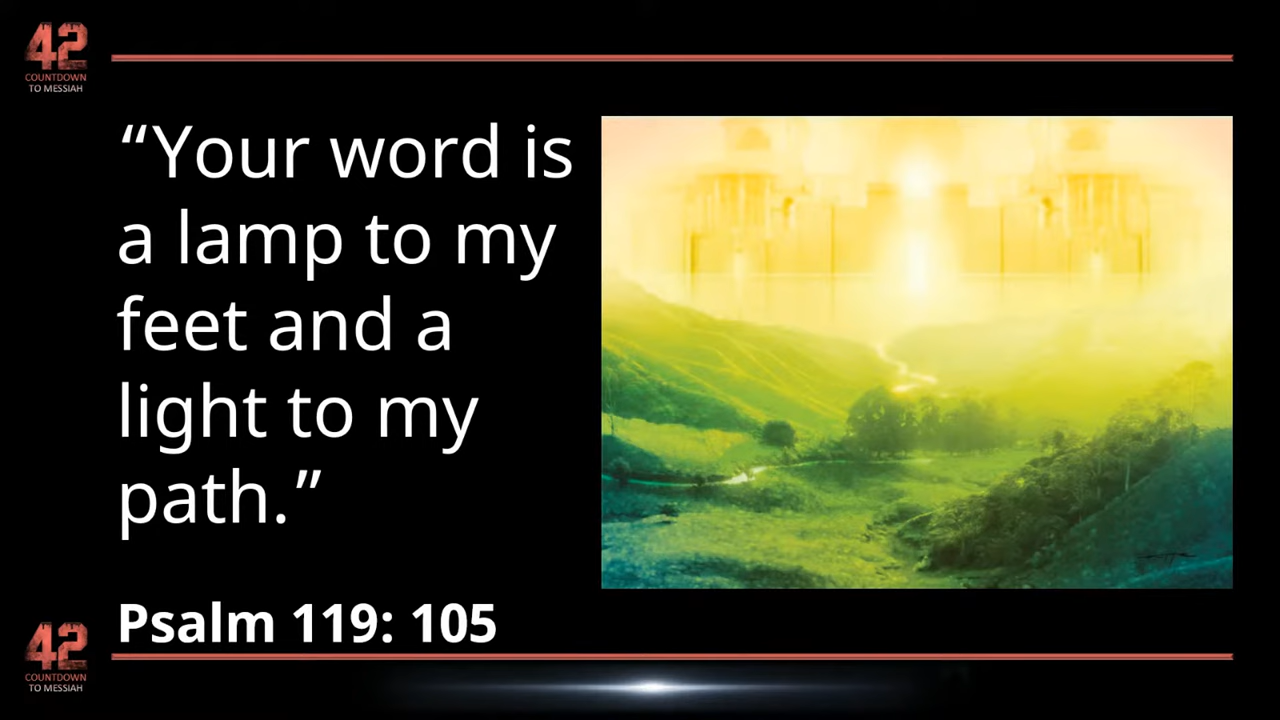 42
COUNTDOWN
TO MESSIAH
“Your word is
a lamp to my
feet and a
light to my
path.”
Psalm 119: 105
42
COUNTDOWN
TO MESSIAH